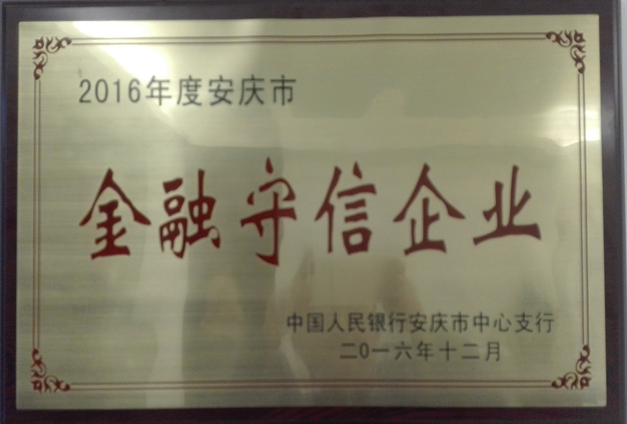 2016年度安庆市
金融守信企业
中国人民银行安庆市中心支行
二0一六年十二月